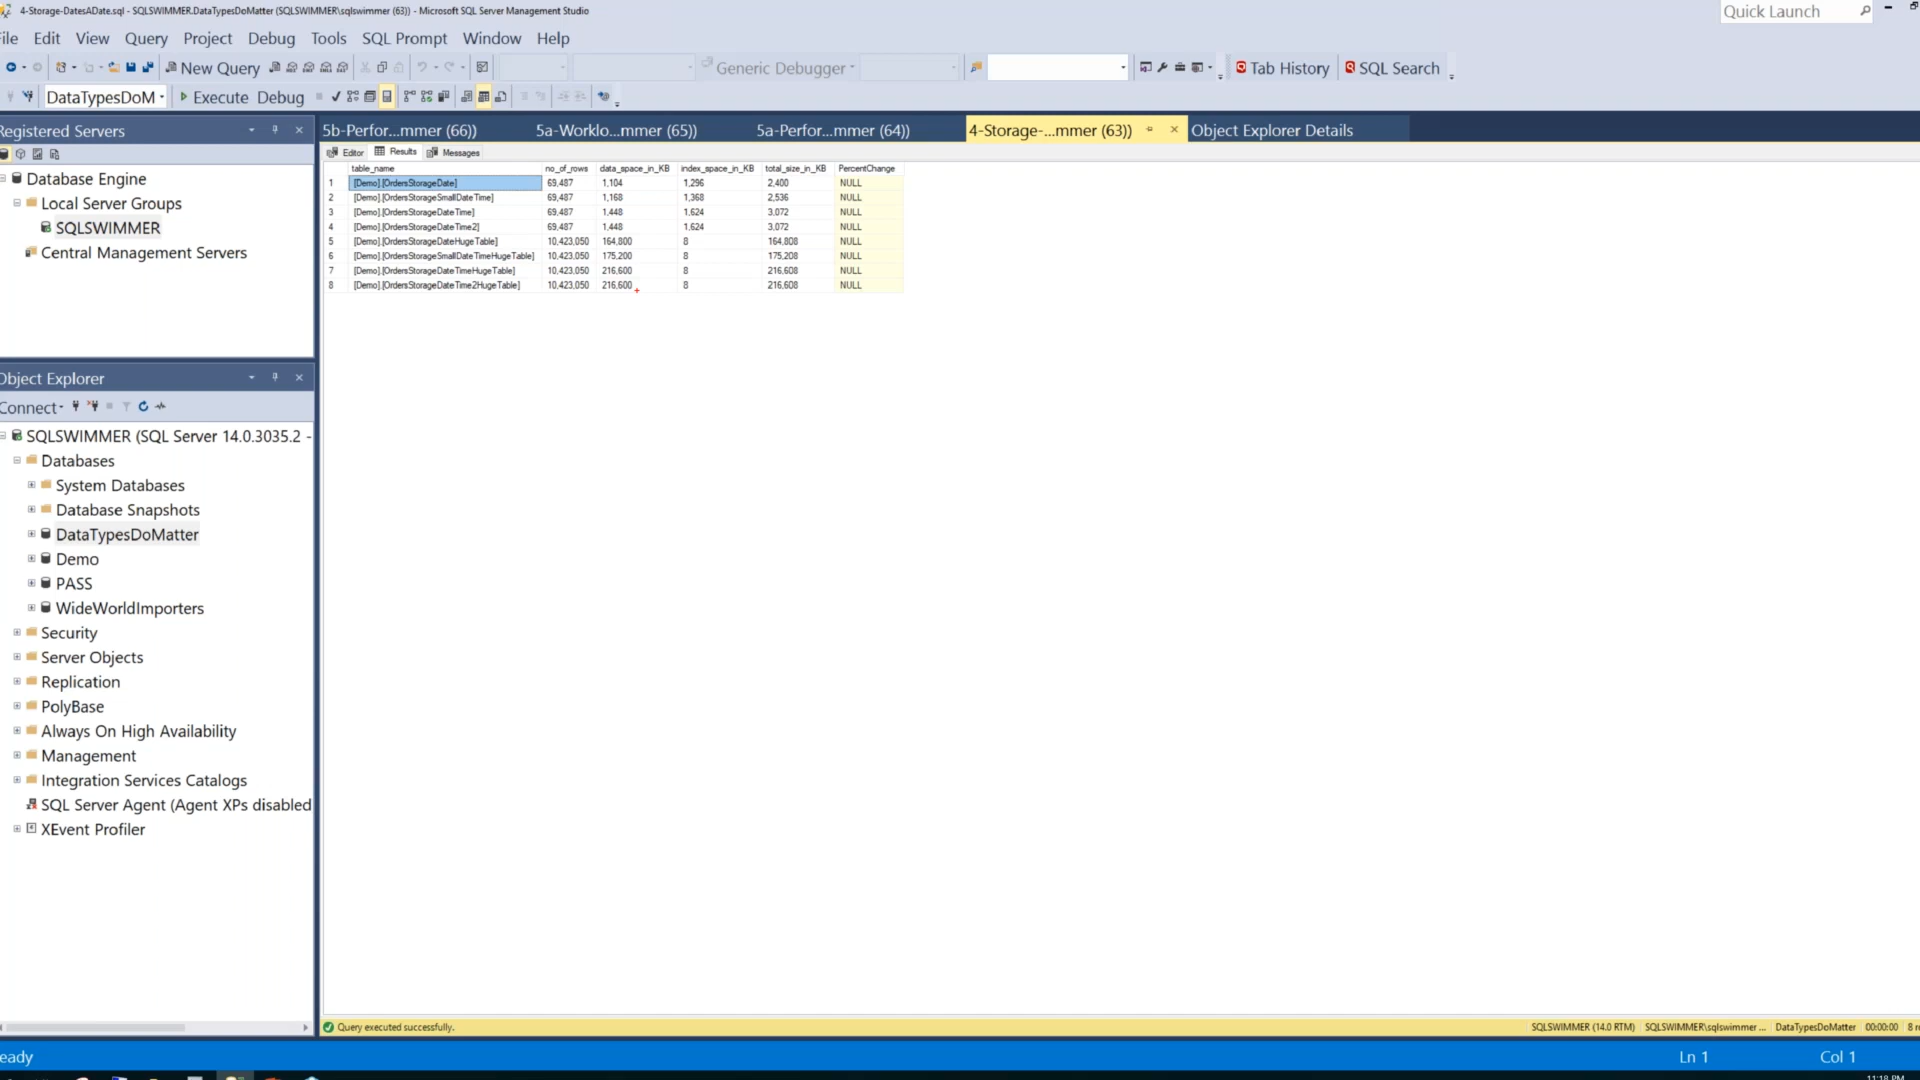 4-Storage-DatesADate.sql - SQLSWIMMER.DataTypesDoMatter (SQLSWIMMER\sqlswimmer (63)) - Microsoft SQL Server Management Studio
Quick Launch
ile Edit View Query Project Debug Tools SQL Prompt Window Help
New Query Generic Debugger Tab History SQL Search
DataTypesDoM Execute Debug
Registered Servers
5b-Perfor...mmer (66)) 5a-Worklo...mmer (65)) 5a-Perfor...mmer (64)) 4-Storage-...mmer (63)) Object Explorer Details
Editor Results Messages
table_name no_of_rows data_space_in_KB index_space_in_KB total_size_in_KB PercentChange
1 [Demo].[OrdersStorageDate] 69,487 1,104 1,296 2,400 NULL
2 [Demo].[OrdersStorageSmallDateTime] 69,487 1,168 1,368 2,536 NULL
3 [Demo].[OrdersStorageDateTime] 69,487 1,448 1,624 3,072 NULL
4 [Demo].[OrdersStorageDateTime2] 69,487 1,448 1,624 3,072 NULL
5 [Demo].[OrdersStorageDateHugeTable] 10,423,050 164,800 8 164,808 NULL
6 [Demo].[OrdersStorageSmallDateTimeHugeTable] 10,423,050 175,200 8 175,208 NULL
7 [Demo].[OrdersStorageDateTimeHugeTable] 10,423,050 216,600 8 216,608 NULL
8 [Demo].[OrdersStorageDateTime2HugeTable] 10,423,050 216,600 8 216,608 NULL
Database Engine
Local Server Groups
SQLSWIMMER
Central Management Servers
Object Explorer
Connect
SQLSWIMMER (SQL Server 14.0.3035.2 -
Databases
System Databases
Database Snapshots
DataTypesDoMatter
Demo
PASS
WideWorldImporters
Security
Server Objects
Replication
PolyBase
Always On High Availability
Management
Integration Services Catalogs
SQL Server Agent (Agent XPs disabled
XEvent Profiler
Query executed successfully.
SQLSWIMMER (14.0 RTM) SQLSWIMMER\sqlswimmer ... DataTypesDoMatter 00:00:00 8 r
eady Ln 1 Col 1
11:18 PM